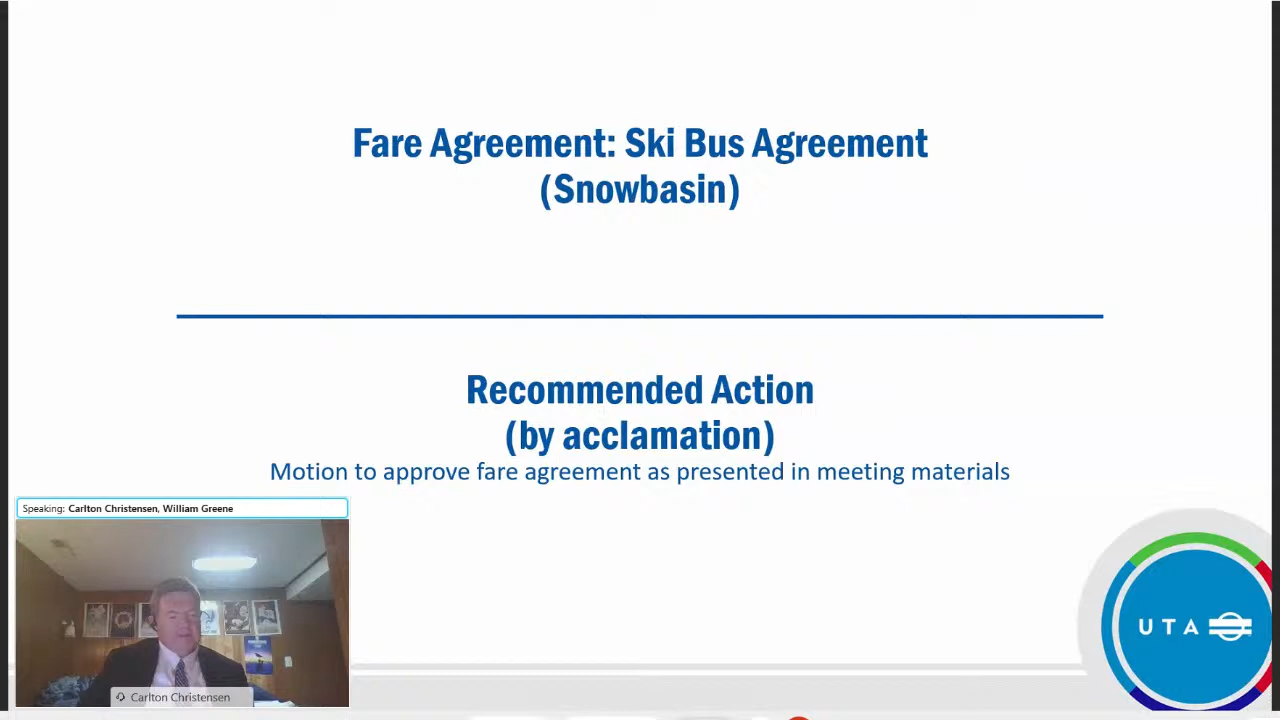 Fare Agreement: Ski Bus Agreement
(Snowbasin)
Recommended Action
(by acclamation)
Motion to approve fare agreement as presented in meeting materials
Speaking: Carlton Christensen, William Greene
Carlton Christensen
UTA